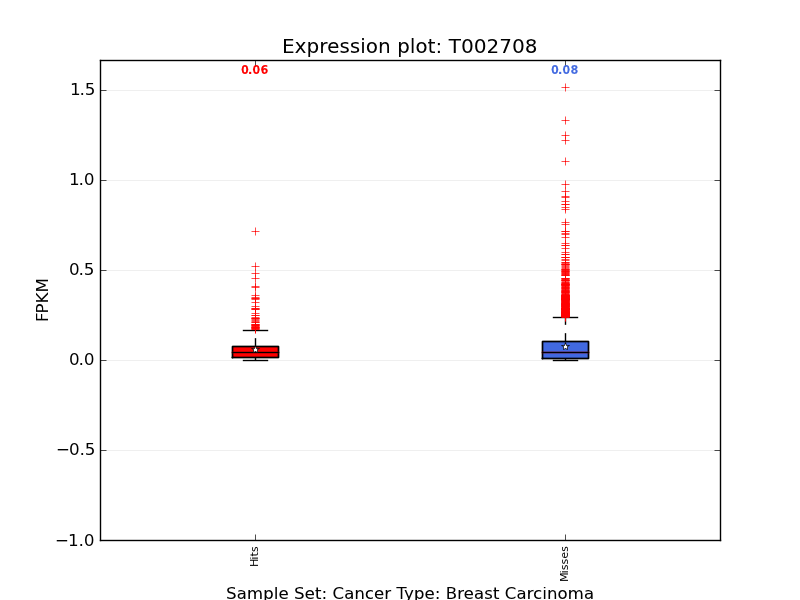 Expression plot: T002708
0.06 0.08
1.5
1.0
0.5
0.0
−0.5
−1.0
FPKM
Hits Misses
Sample Set: Cancer Type: Breast Carcinoma